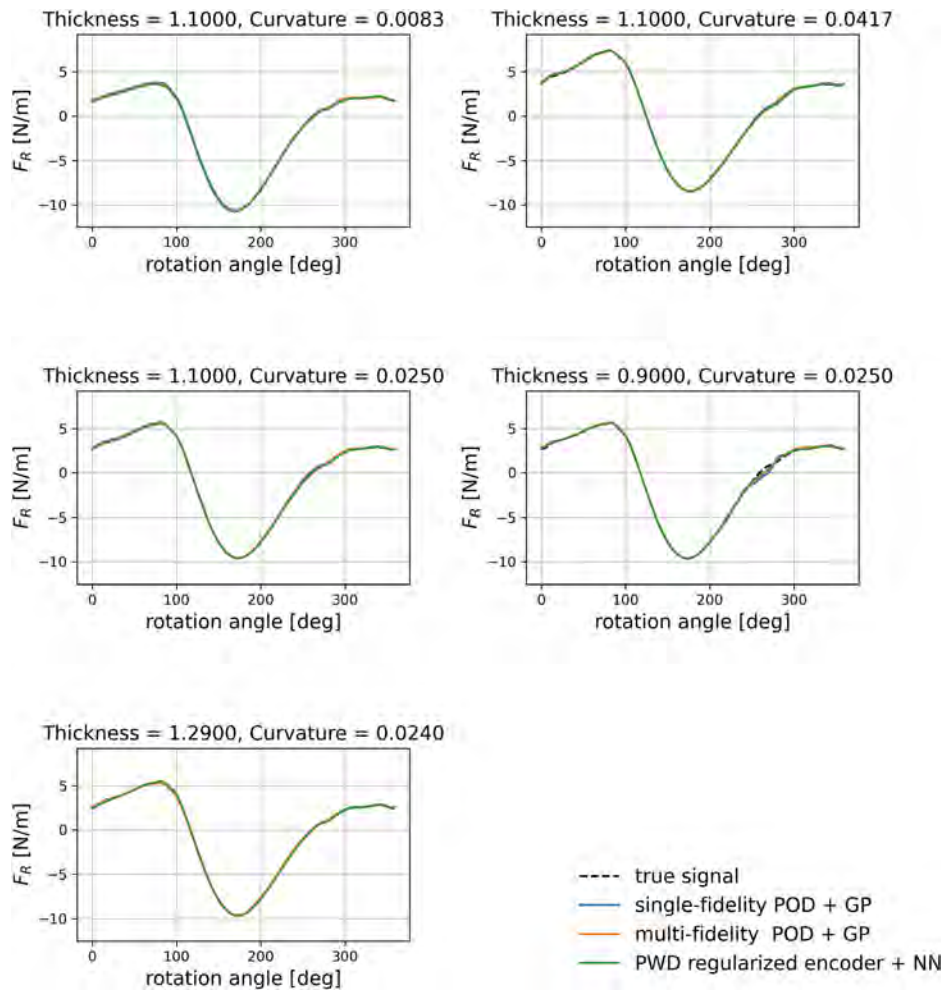 Thickness = 1.1000, Curvature = 0.0083
5
0
−5
−10
F_R [N/m]
0 100 200 300
rotation angle [deg]
Thickness = 1.1000, Curvature = 0.0417
5
0
−5
−10
F_R [N/m]
0 100 200 300
rotation angle [deg]
Thickness = 1.1000, Curvature = 0.0250
5
0
−5
−10
F_R [N/m]
0 100 200 300
rotation angle [deg]
Thickness = 0.9000, Curvature = 0.0250
5
0
−5
−10
F_R [N/m]
0 100 200 300
rotation angle [deg]
Thickness = 1.2900, Curvature = 0.0240
5
0
−5
−10
F_R [N/m]
0 100 200 300
rotation angle [deg]
true signal
single-fidelity POD + GP
multi-fidelity POD + GP
PWD regularized encoder + NN